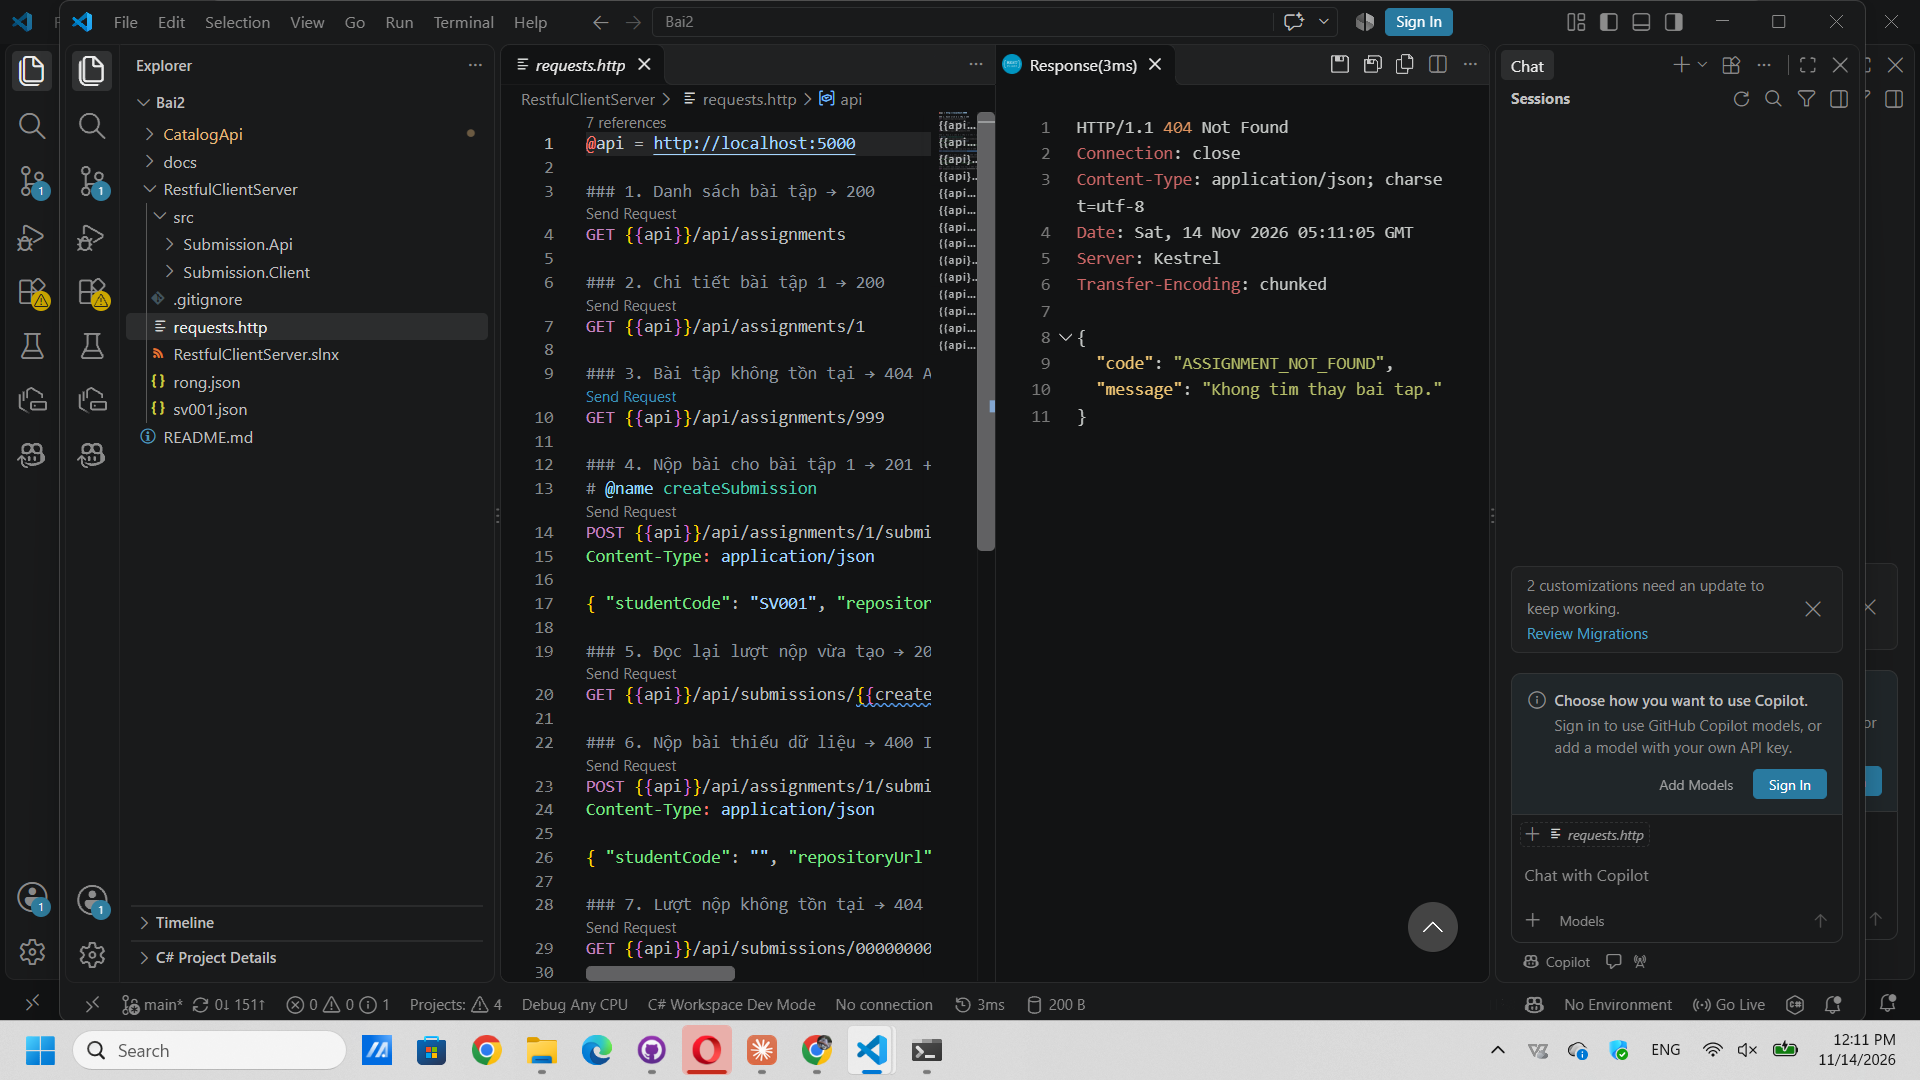 File Edit Selection View Go Run Terminal Help
Bai2
Sign In
Explorer
Bai2
CatalogApi
docs
RestfulClientServer
src
Submission.Api
Submission.Client
.gitignore
requests.http
RestfulClientServer.slnx
rong.json
sv001.json
README.md
Timeline
C# Project Details
requests.http
RestfulClientServer > requests.http > api
7 references
1 @api = http://localhost:5000
2
3 ### 1. Danh sách bài tập → 200
Send Request
4 GET {{api}}/api/assignments
5
6 ### 2. Chi tiết bài tập 1 → 200
Send Request
7 GET {{api}}/api/assignments/1
8
9 ### 3. Bài tập không tồn tại → 404 A
Send Request
10 GET {{api}}/api/assignments/999
11
12 ### 4. Nộp bài cho bài tập 1 → 201 +
13 # @name createSubmission
Send Request
14 POST {{api}}/api/assignments/1/submi
15 Content-Type: application/json
16
17 { "studentCode": "SV001", "repositor
18
19 ### 5. Đọc lại lượt nộp vừa tạo → 20
Send Request
20 GET {{api}}/api/submissions/{{create
21
22 ### 6. Nộp bài thiếu dữ liệu → 400 I
Send Request
23 POST {{api}}/api/assignments/1/submi
24 Content-Type: application/json
25
26 { "studentCode": "", "repositoryUrl"
27
28 ### 7. Lượt nộp không tồn tại → 404
Send Request
29 GET {{api}}/api/submissions/00000000
30
Response(3ms)
1 HTTP/1.1 404 Not Found
2 Connection: close
3 Content-Type: application/json; charse
t=utf-8
4 Date: Sat, 14 Nov 2026 05:11:05 GMT
5 Server: Kestrel
6 Transfer-Encoding: chunked
7
8 {
9 "code": "ASSIGNMENT_NOT_FOUND",
10 "message": "Khong tim thay bai tap."
11 }
Chat
Sessions
2 customizations need an update to
keep working.
Review Migrations
Choose how you want to use Copilot.
Sign in to use GitHub Copilot models, or
add a model with your own API key.
Add Models Sign In
requests.http
Chat with Copilot
Models
Copilot
or
1
1
1
1
main* 0↓ 151↑ 0 0 1 Projects: 4 Debug Any CPU C# Workspace Dev Mode No connection 3ms 200 B No Environment Go Live
Search
ENG
12:11 PM
11/14/2026